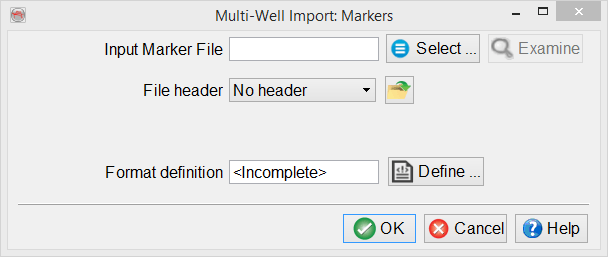 Multi-Well Import: Markers
Input Marker File Select ... Examine
File header No header
Format definition <Incomplete> Define ...
OK Cancel Help